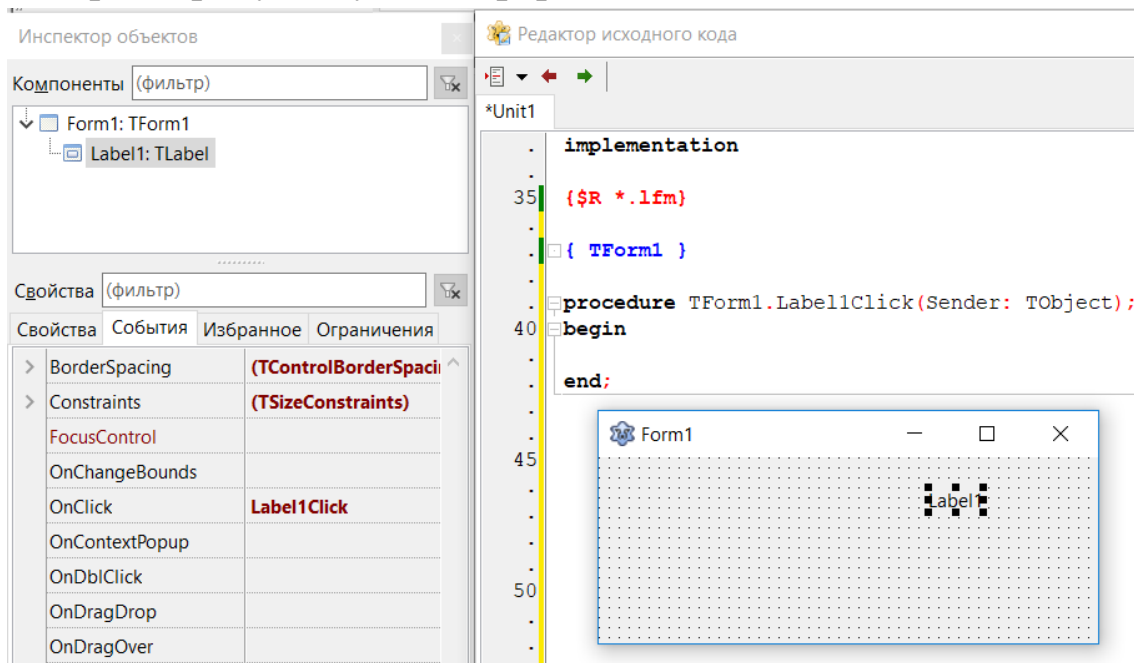 Инспектор объектов
Компоненты (фильтр)
Form1: TForm1
Label1: TLabel
Свойства (фильтр)
Свойства События Избранное Ограничения
BorderSpacing (TControlBorderSpaci
Constraints (TSizeConstraints)
FocusControl
OnChangeBounds
OnClick Label1Click
OnContextPopup
OnDblClick
OnDragDrop
OnDragOver
Редактор исходного кода
*Unit1
. implementation
.
35 {$R *.lfm}
.
. { TForm1 }
.
. procedure TForm1.Label1Click(Sender: TObject);
40 begin
.
. end;
.
.
45
.
.
.
.
50
.
.
Form1
Label1